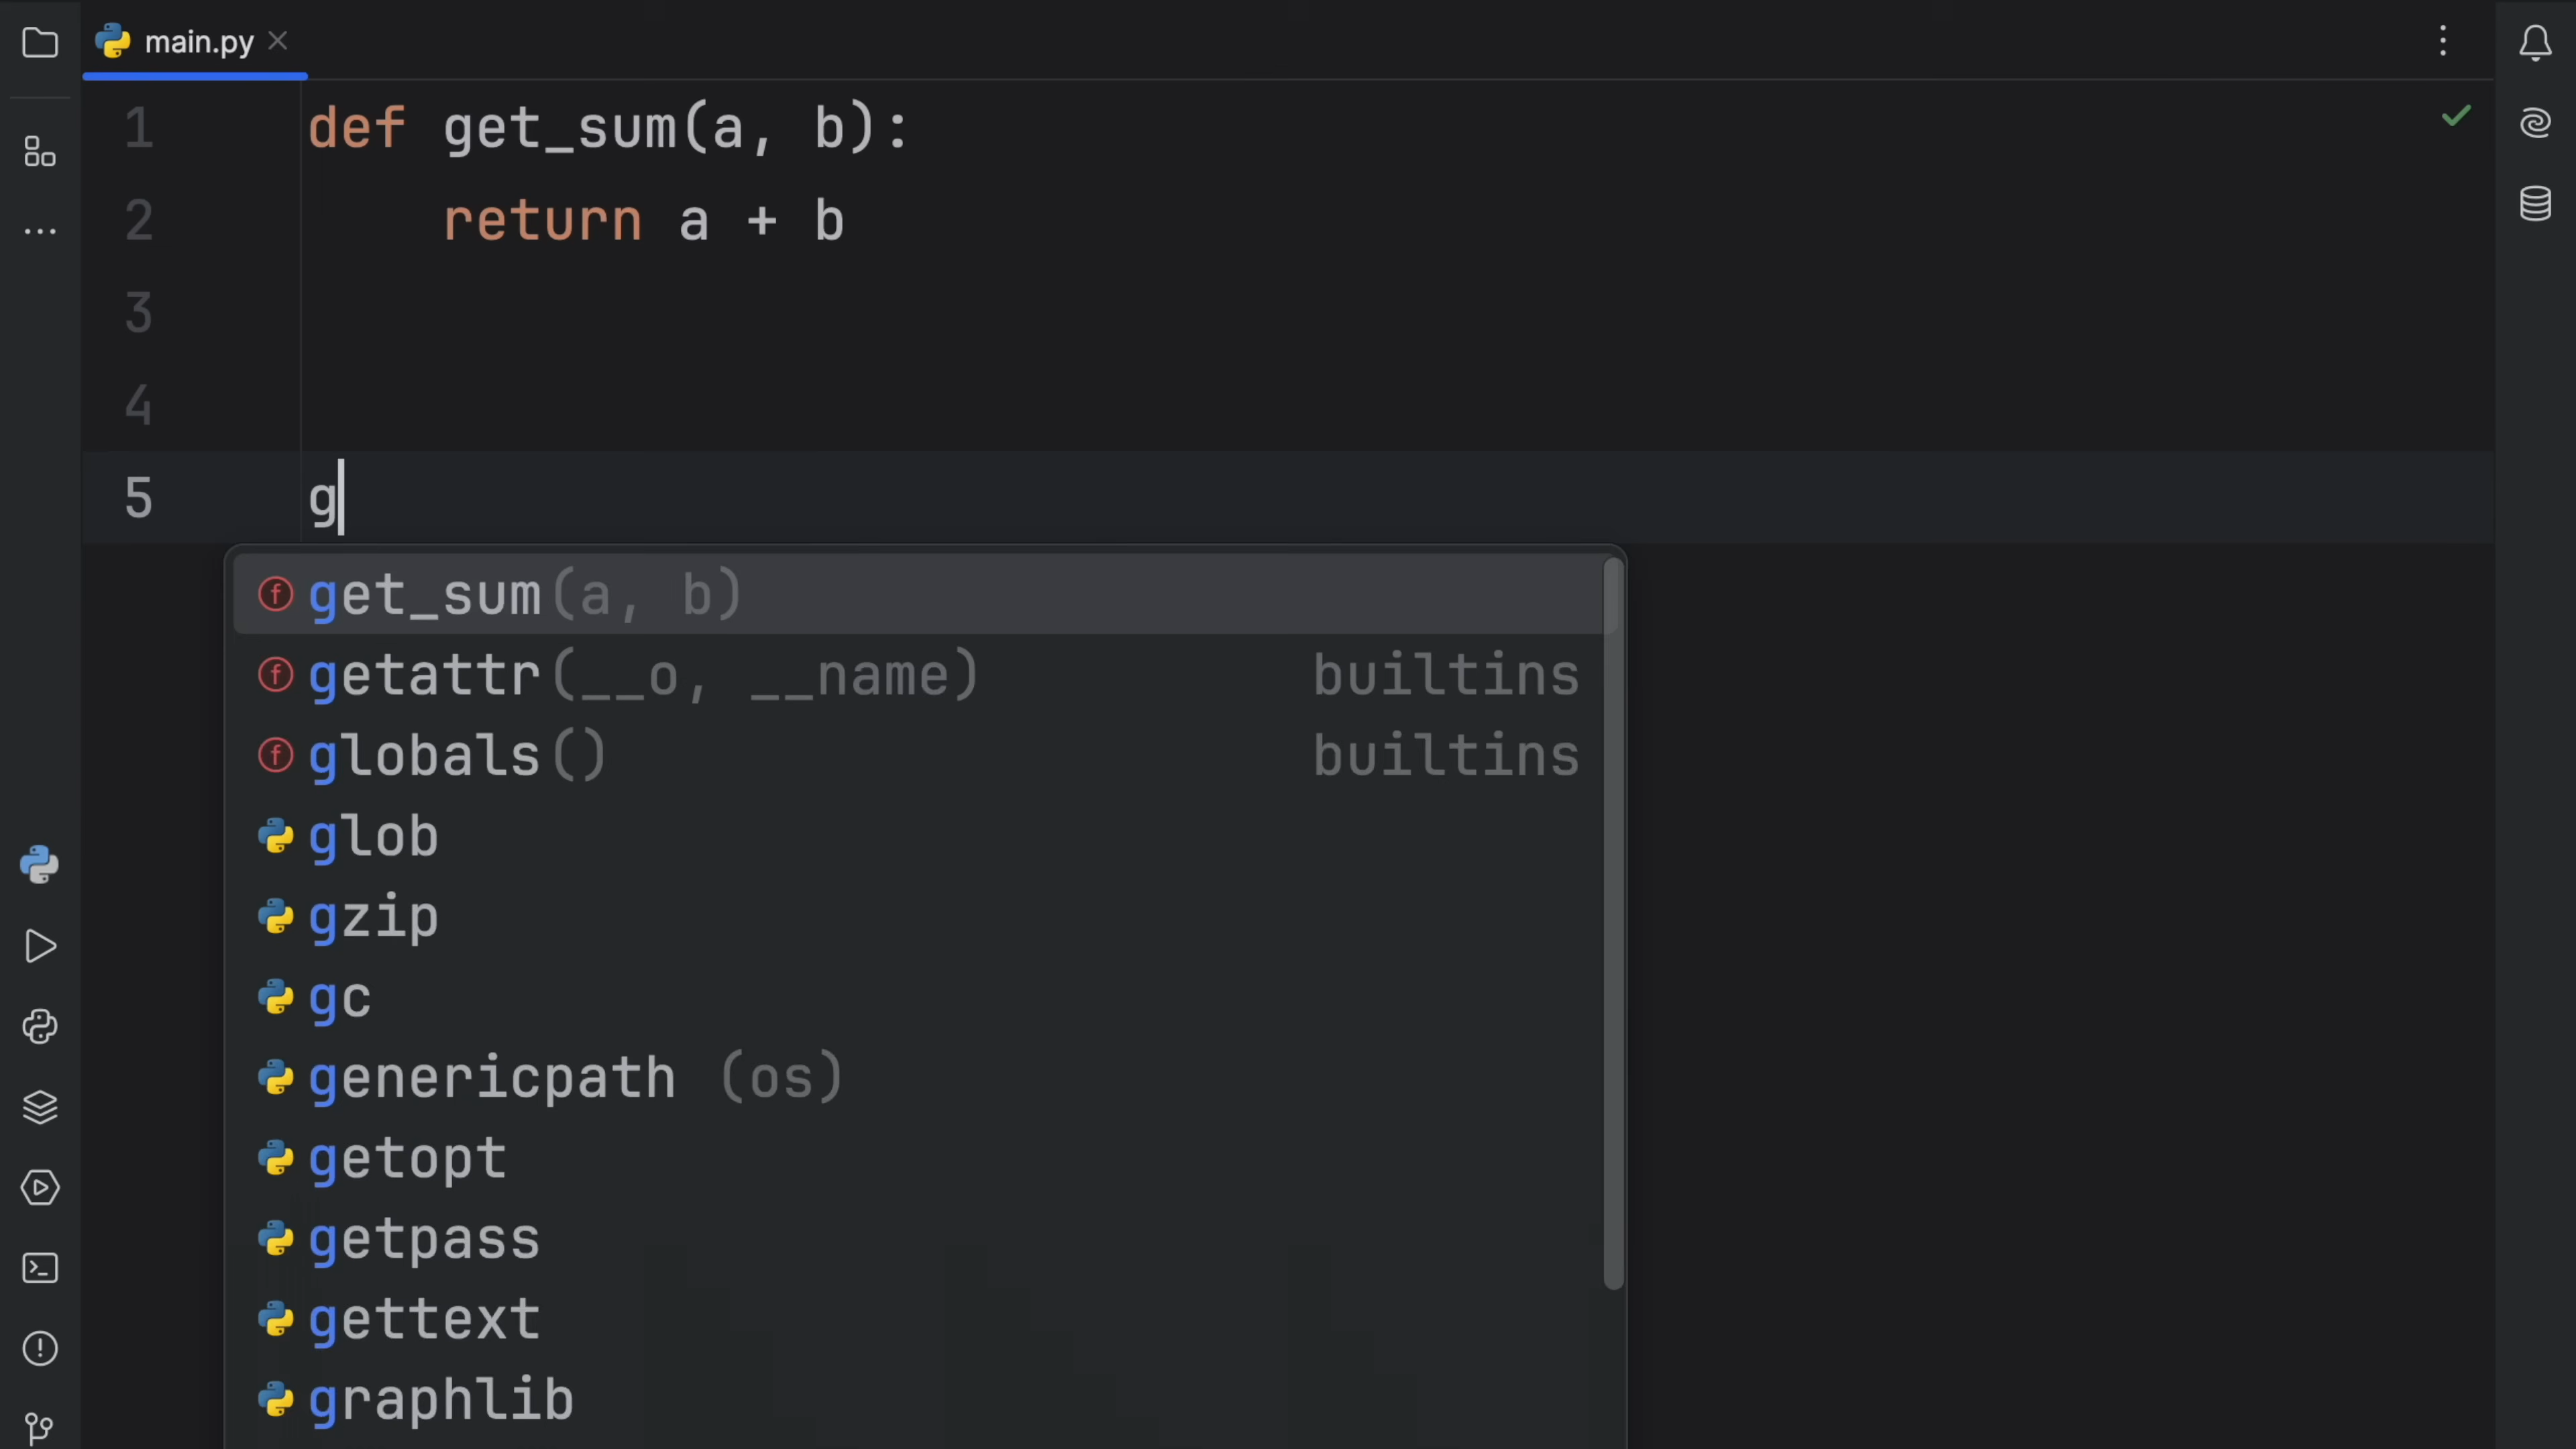 main.py
1 def get_sum(a, b):
2 return a + b
3
4
5 g
get_sum(a, b)
getattr(__o, __name) builtins
globals() builtins
glob
gzip
gc
genericpath (os)
getopt
getpass
gettext
graphlib